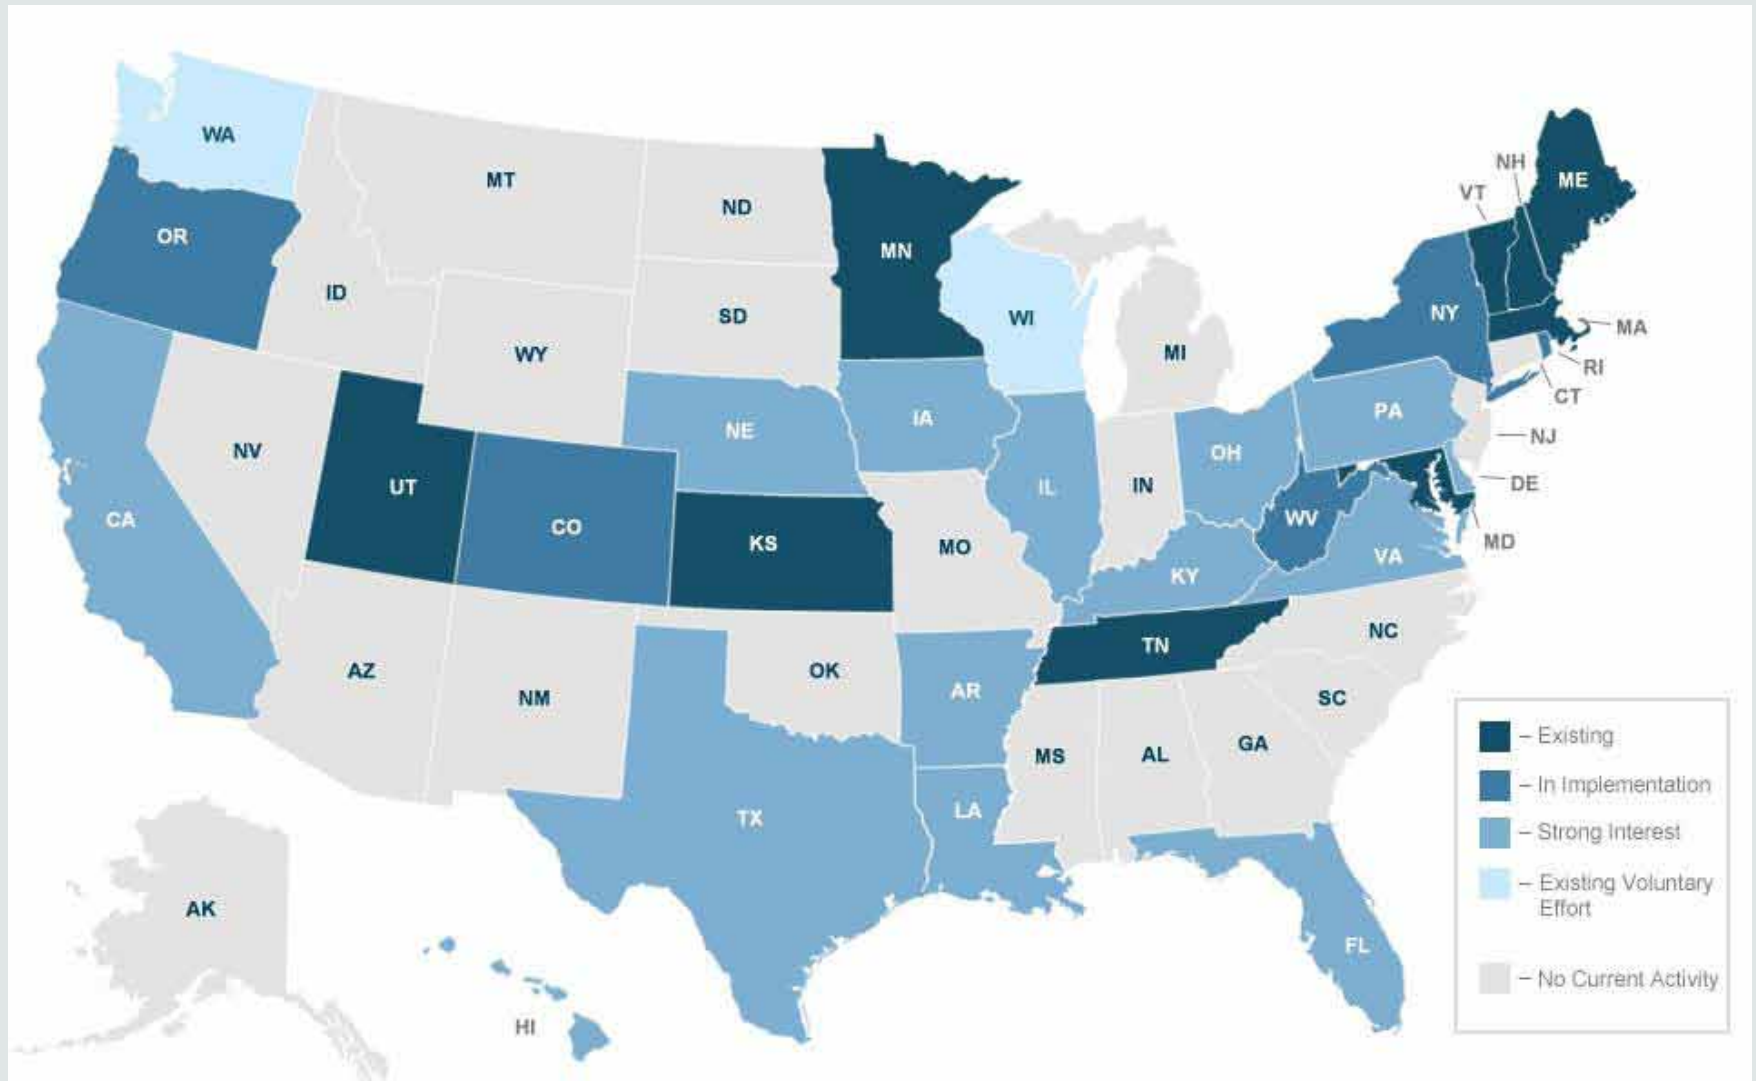 WA
MT
ND
MN
OR
ID
SD
WY
WI
MI
NH
VT
ME
NY
MA
RI
CT
NJ
PA
DE
MD
NV
UT
CO
NE
KS
IA
IL
IN
OH
WV
VA
KY
MO
CA
AZ
NM
OK
AR
TN
NC
SC
MS
AL
GA
TX
LA
FL
AK
HI
– Existing
– In Implementation
– Strong Interest
– Existing Voluntary
Effort
– No Current Activity